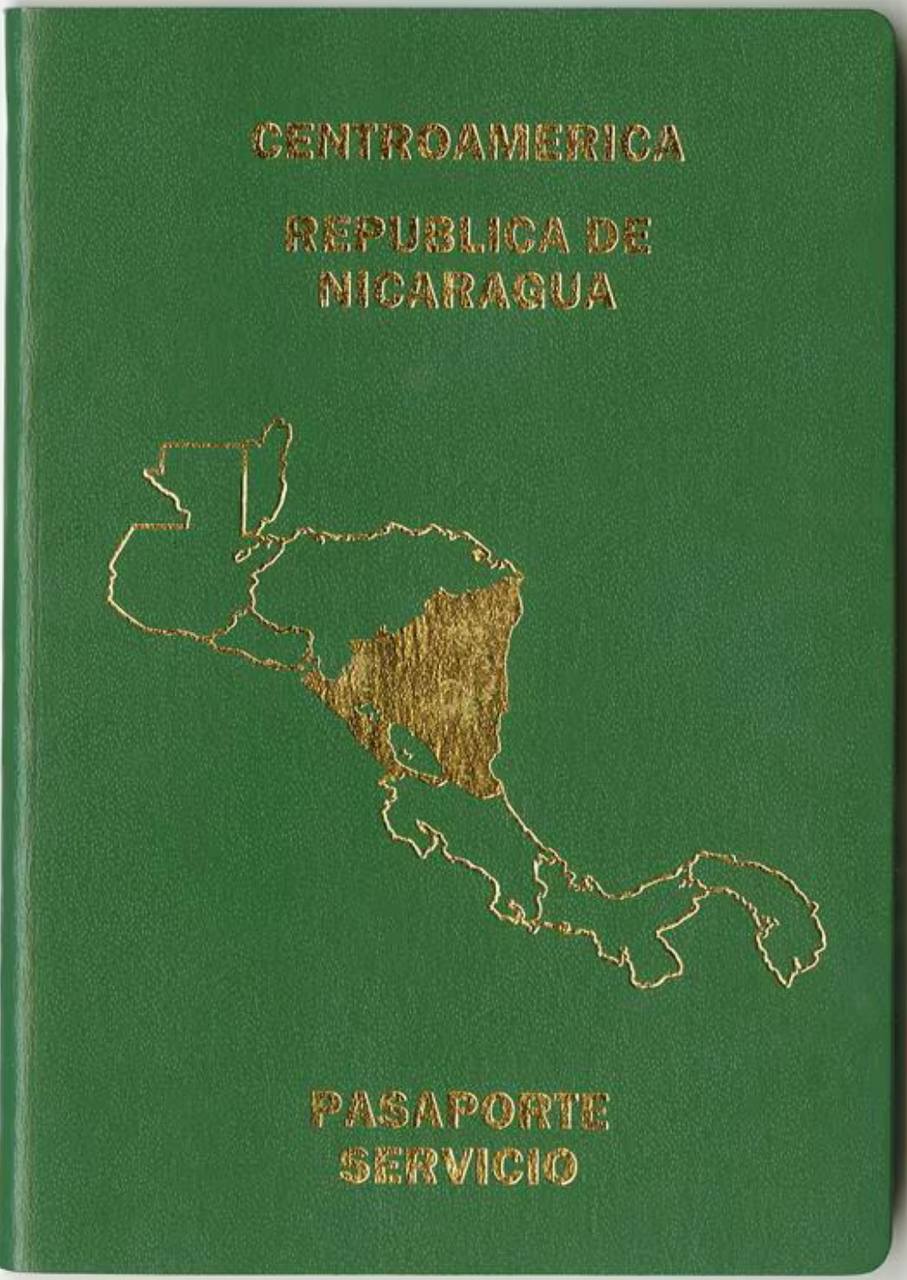 CENTROAMERICA
REPUBLICA DE
NICARAGUA
PASAPORTE
SERVICIO